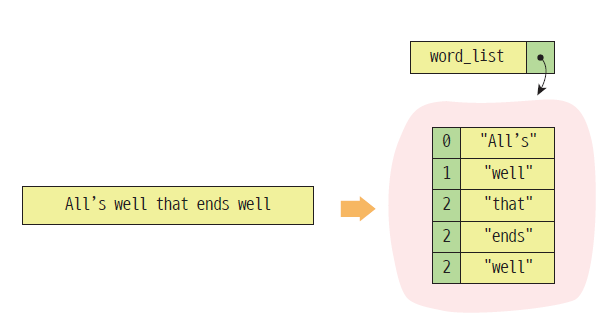 word_list
0 "All's"
1 "well"
All's well that ends well
2 "that"
2 "ends"
2 "well"